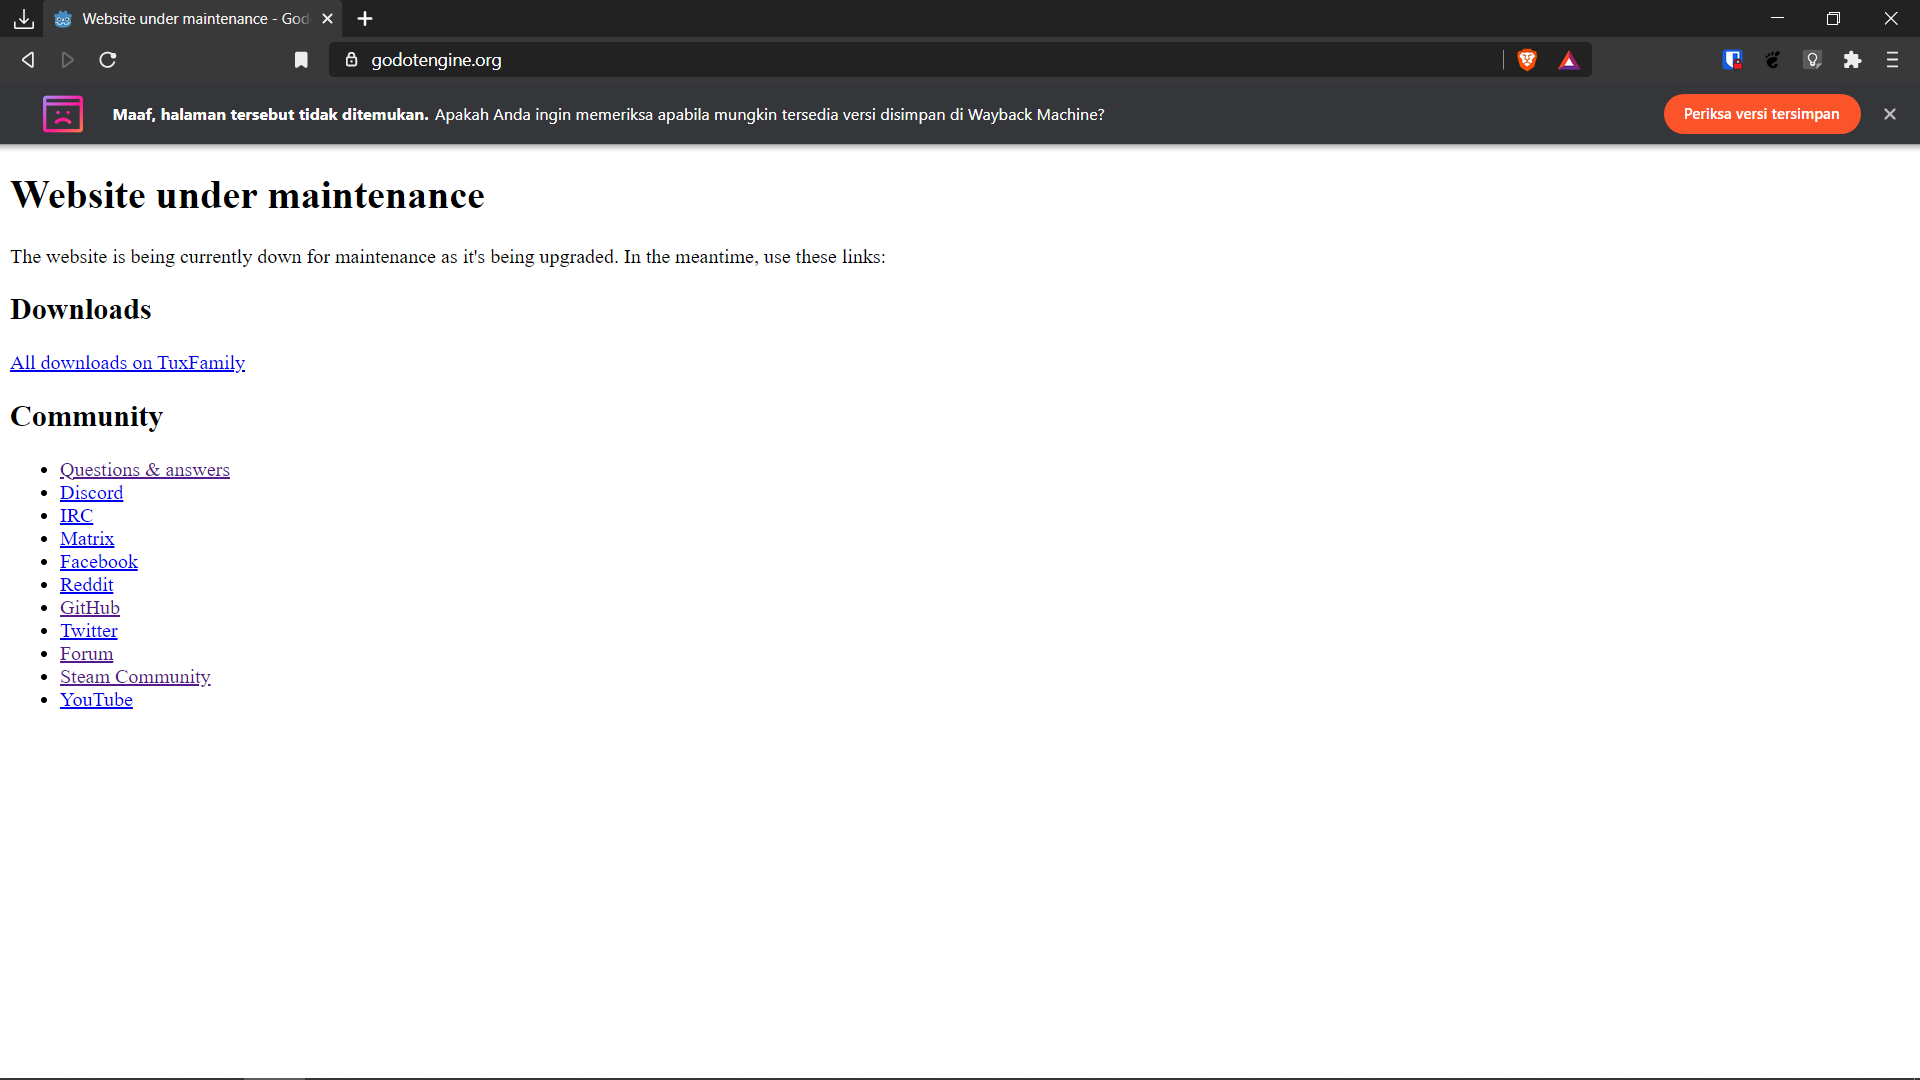 Website under maintenance - God
godotengine.org
Maaf, halaman tersebut tidak ditemukan. Apakah Anda ingin memeriksa apabila mungkin tersedia versi disimpan di Wayback Machine?
Periksa versi tersimpan
Website under maintenance
The website is being currently down for maintenance as it's being upgraded. In the meantime, use these links:
Downloads
All downloads on TuxFamily
Community
Questions & answers
Discord
IRC
Matrix
Facebook
Reddit
GitHub
Twitter
Forum
Steam Community
YouTube